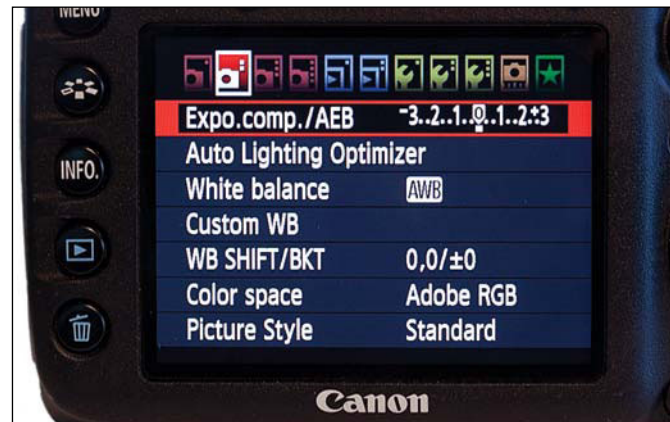 MENU
Expo.comp./AEB ⁻3..2..1..0..1..2.⁺3
Auto Lighting Optimizer
INFO.
White balance AWB
Custom WB
WB SHIFT/BKT 0,0/±0
Color space Adobe RGB
Picture Style Standard
Canon